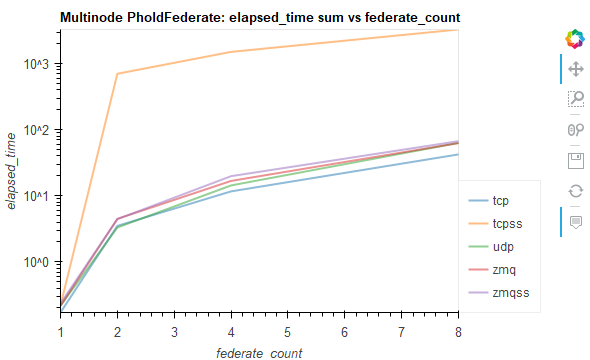 Multinode PholdFederate: elapsed_time sum vs federate_count
10^3
10^2
10^1
10^0
elapsed_time
1 2 3 4 5 6 7 8
federate_count
tcp
tcpss
udp
zmq
zmqss